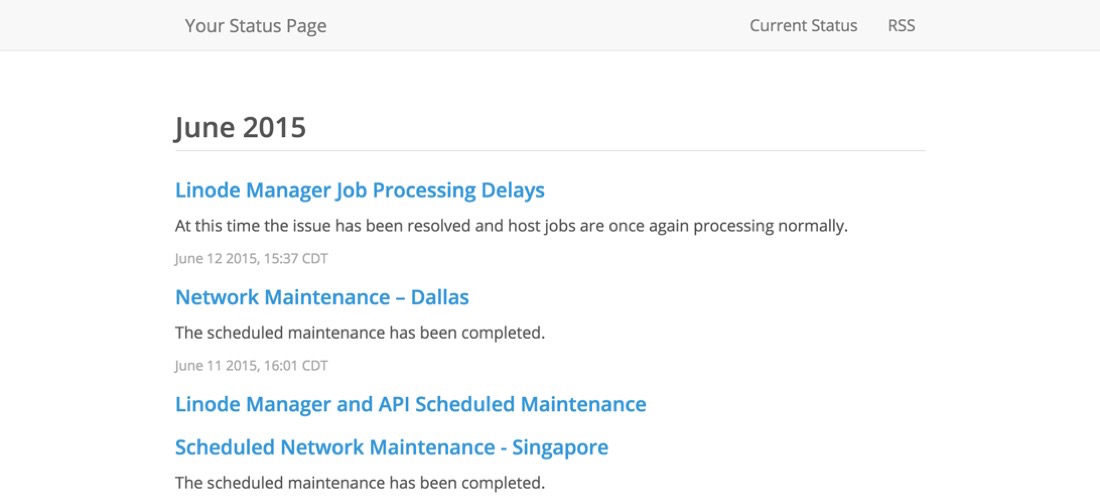 Your Status Page Current Status RSS
June 2015
Linode Manager Job Processing Delays
At this time the issue has been resolved and host jobs are once again processing normally.
June 12 2015, 15:37 CDT
Network Maintenance – Dallas
The scheduled maintenance has been completed.
June 11 2015, 16:01 CDT
Linode Manager and API Scheduled Maintenance
Scheduled Network Maintenance - Singapore
The scheduled maintenance has been completed.